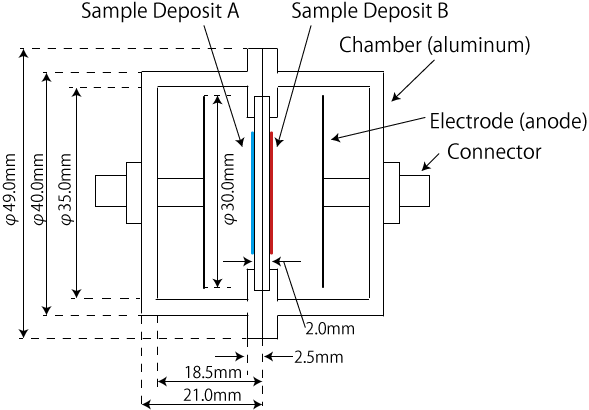 Sample Deposit A
Sample Deposit B
Chamber (aluminum)
Electrode (anode)
Connector
φ49.0mm
φ40.0mm
φ35.0mm
φ30.0mm
2.0mm
2.5mm
18.5mm
21.0mm